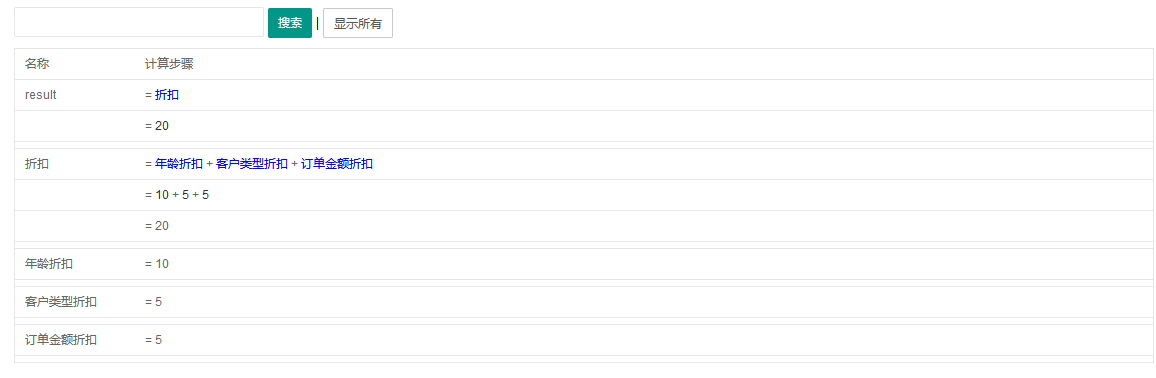 搜索 | 显示所有
名称 计算步骤
result = 折扣
= 20
折扣 = 年龄折扣 + 客户类型折扣 + 订单金额折扣
= 10 + 5 + 5
= 20
年龄折扣 = 10
客户类型折扣 = 5
订单金额折扣 = 5